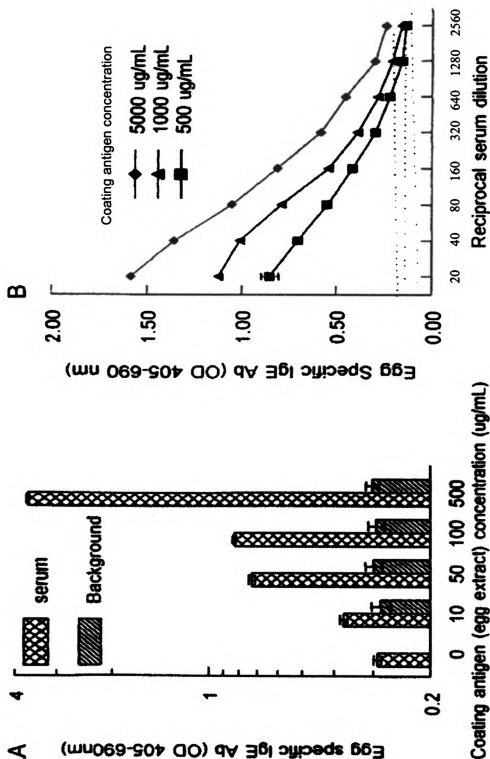 A
Egg specific IgE Ab (OD 405-690nm)
4
1
0.2
serum
Background
0
10
50
100
500
Coating antigen (egg extract) concentration (ug/mL)
B
Egg Specific IgE Ab (OD 405-690 nm)
2.00
1.50
1.00
0.50
0.00
Coating antigen concentration
5000 ug/mL
1000 ug/mL
500 ug/mL
20
40
80
160
320
640
1280
2560
Reciprocal serum dilution